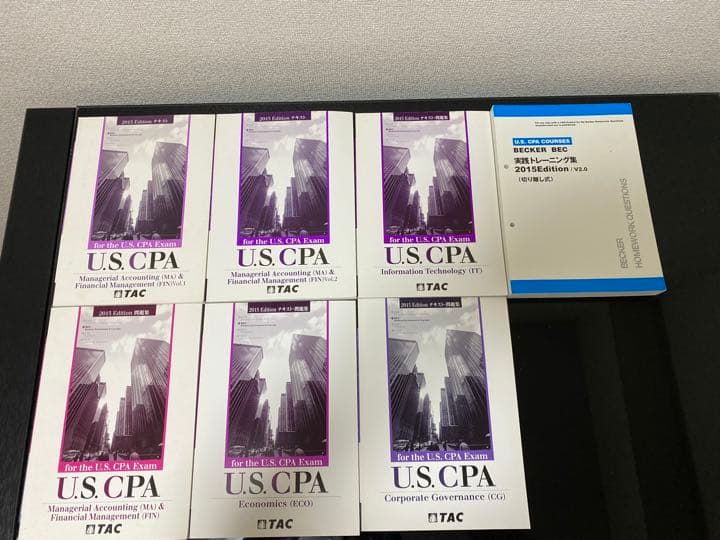 2015 Edition テキスト
for the U.S. CPA Exam
U.S. CPA
Managerial Accounting (MA) &
Financial Management (FIN) Vol.1
TAC
2015 Edition テキスト
for the U.S. CPA Exam
U.S. CPA
Managerial Accounting (MA) &
Financial Management (FIN) Vol.2
TAC
2015 Edition テキスト・問題集
for the U.S. CPA Exam
U.S. CPA
Information Technology (IT)
TAC
U.S. CPA COURSES
BECKER BEC
実践トレーニング集
2015Edition / V2.0
(切り離し式)
BECKER
HOMEWORK QUESTIONS
2015 Edition 問題集
for the U.S. CPA Exam
U.S. CPA
Managerial Accounting (MA) &
Financial Management (FIN)
TAC
2015 Edition テキスト・問題集
for the U.S. CPA Exam
U.S. CPA
Economics (ECO)
TAC
2015 Edition テキスト・問題集
for the U.S. CPA Exam
U.S. CPA
Corporate Governance (CG)
TAC